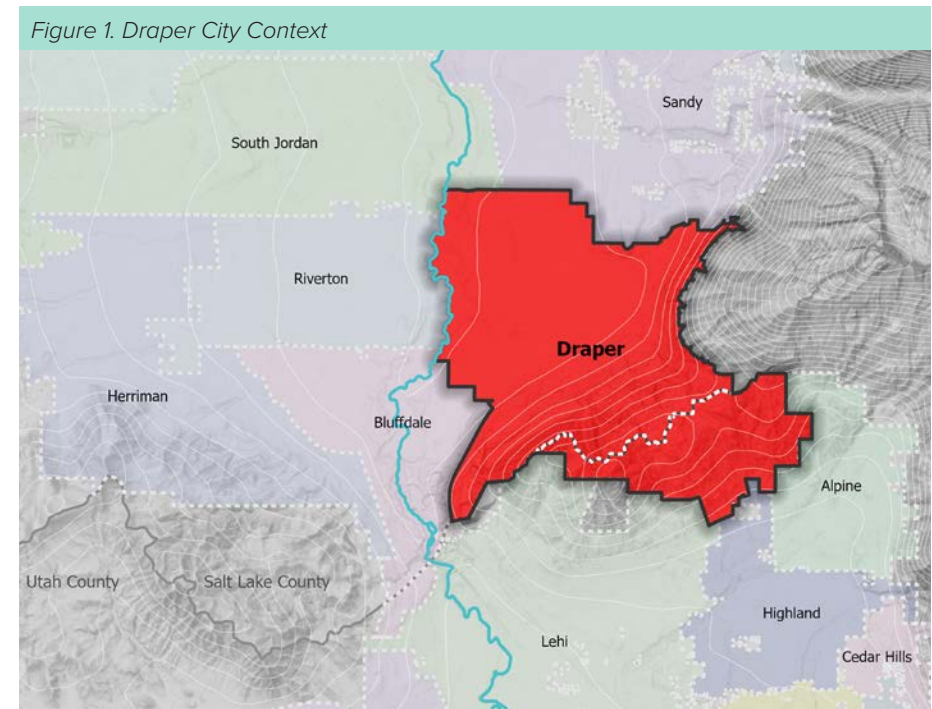 Figure 1. Draper City Context
Sandy
South Jordan
Riverton
Draper
Herriman
Bluffdale
Alpine
Utah County
Salt Lake County
Highland
Lehi
Cedar Hills